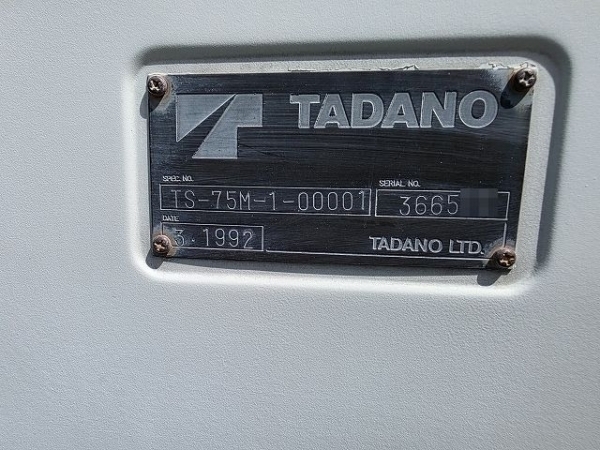 TADANO
SPEC. NO. SERIAL NO.
TS-75M-1-00001 3665
DATE
3.1992 TADANO LTD.